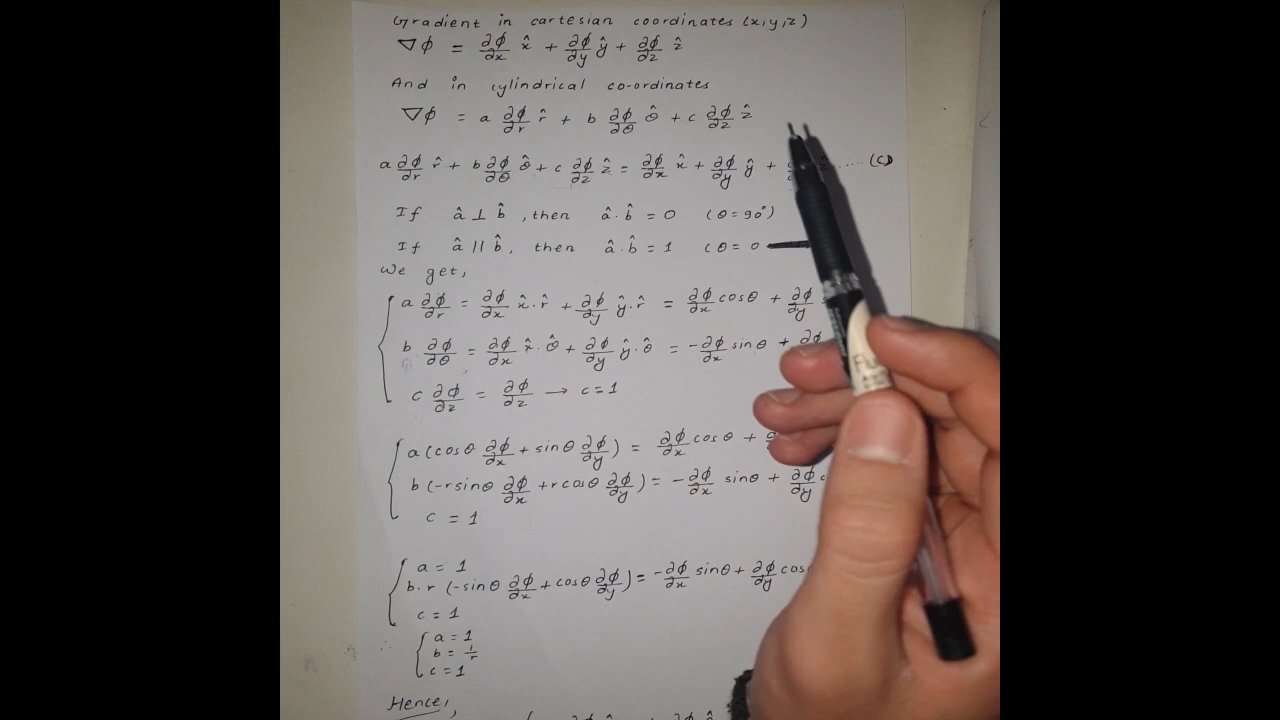 Gradient in cartesian coordinates (x,y,z)
∇ϕ = ∂ϕ/∂x x̂ + ∂ϕ/∂y ŷ + ∂ϕ/∂z ẑ
And in cylindrical co-ordinates
∇ϕ = a ∂ϕ/∂r r̂ + b ∂ϕ/∂θ θ̂ + c ∂ϕ/∂z ẑ
a ∂ϕ/∂r r̂ + b ∂ϕ/∂θ θ̂ + c ∂ϕ/∂z ẑ = ∂ϕ/∂x x̂ + ∂ϕ/∂y ŷ + ..... (C)
If â ⊥ b̂, then â·b̂ = 0 (θ = 90°)
If â || b̂, then â·b̂ = 1 (θ = 0
We get,
a ∂ϕ/∂r = ∂ϕ/∂x x̂·r̂ + ∂ϕ/∂y ŷ·r̂ = ∂ϕ/∂x cosθ + ∂ϕ/∂y
b ∂ϕ/∂θ = ∂ϕ/∂x x̂·θ̂ + ∂ϕ/∂y ŷ·θ̂ = -∂ϕ/∂x sinθ +
c ∂ϕ/∂z = ∂ϕ/∂z → c = 1
a (cosθ ∂ϕ/∂x + sinθ ∂ϕ/∂y) = ∂ϕ/∂x cosθ +
b (-r sinθ ∂ϕ/∂x + r cosθ ∂ϕ/∂y) = -∂ϕ/∂x sinθ + ∂ϕ/∂y
c = 1
a = 1
b·r (-sinθ ∂ϕ/∂x + cosθ ∂ϕ/∂y) = -∂ϕ/∂x sinθ + ∂ϕ/∂y cos
c = 1
a = 1
b = 1/r
c = 1
Hence,